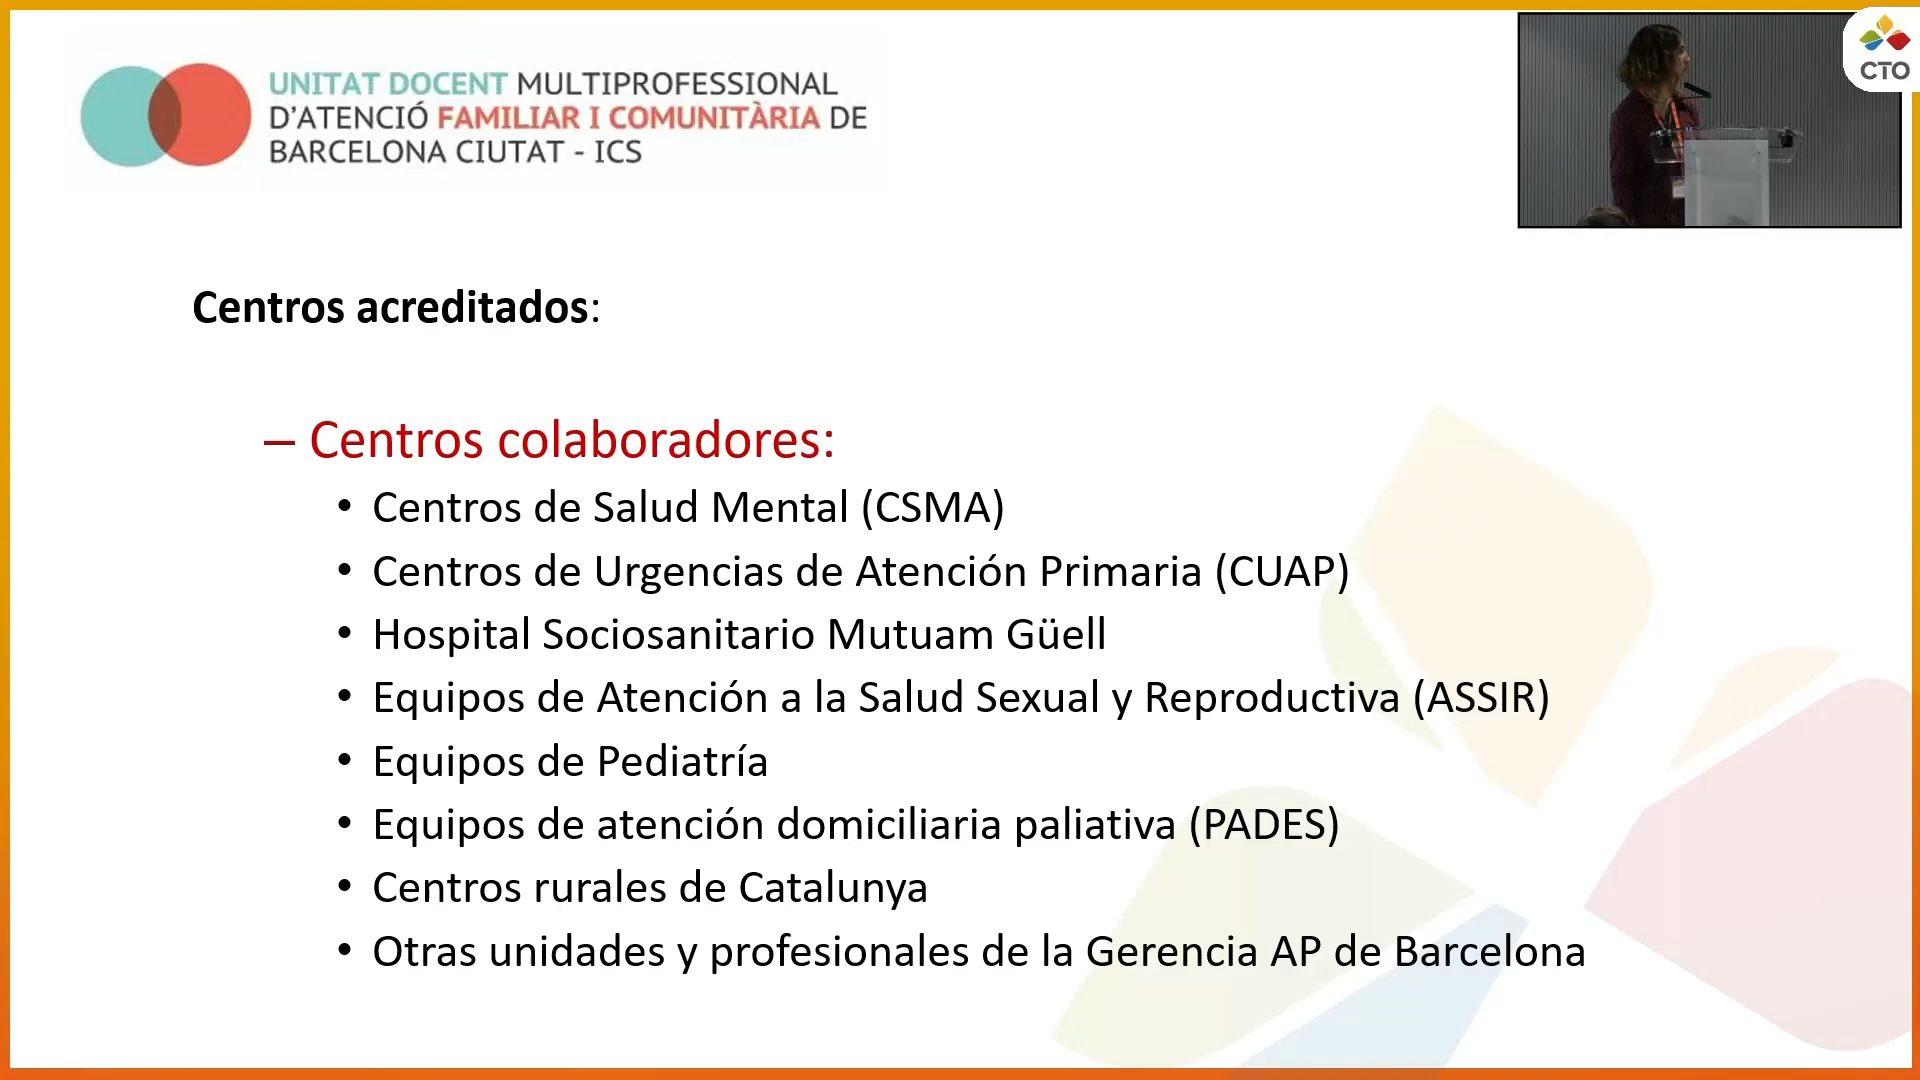 UNITAT DOCENT MULTIPROFESSIONAL
D'ATENCIÓ FAMILIAR I COMUNITÀRIA DE
BARCELONA CIUTAT - ICS
CTO
Centros acreditados:
– Centros colaboradores:
• Centros de Salud Mental (CSMA)
• Centros de Urgencias de Atención Primaria (CUAP)
• Hospital Sociosanitario Mutuam Güell
• Equipos de Atención a la Salud Sexual y Reproductiva (ASSIR)
• Equipos de Pediatría
• Equipos de atención domiciliaria paliativa (PADES)
• Centros rurales de Catalunya
• Otras unidades y profesionales de la Gerencia AP de Barcelona